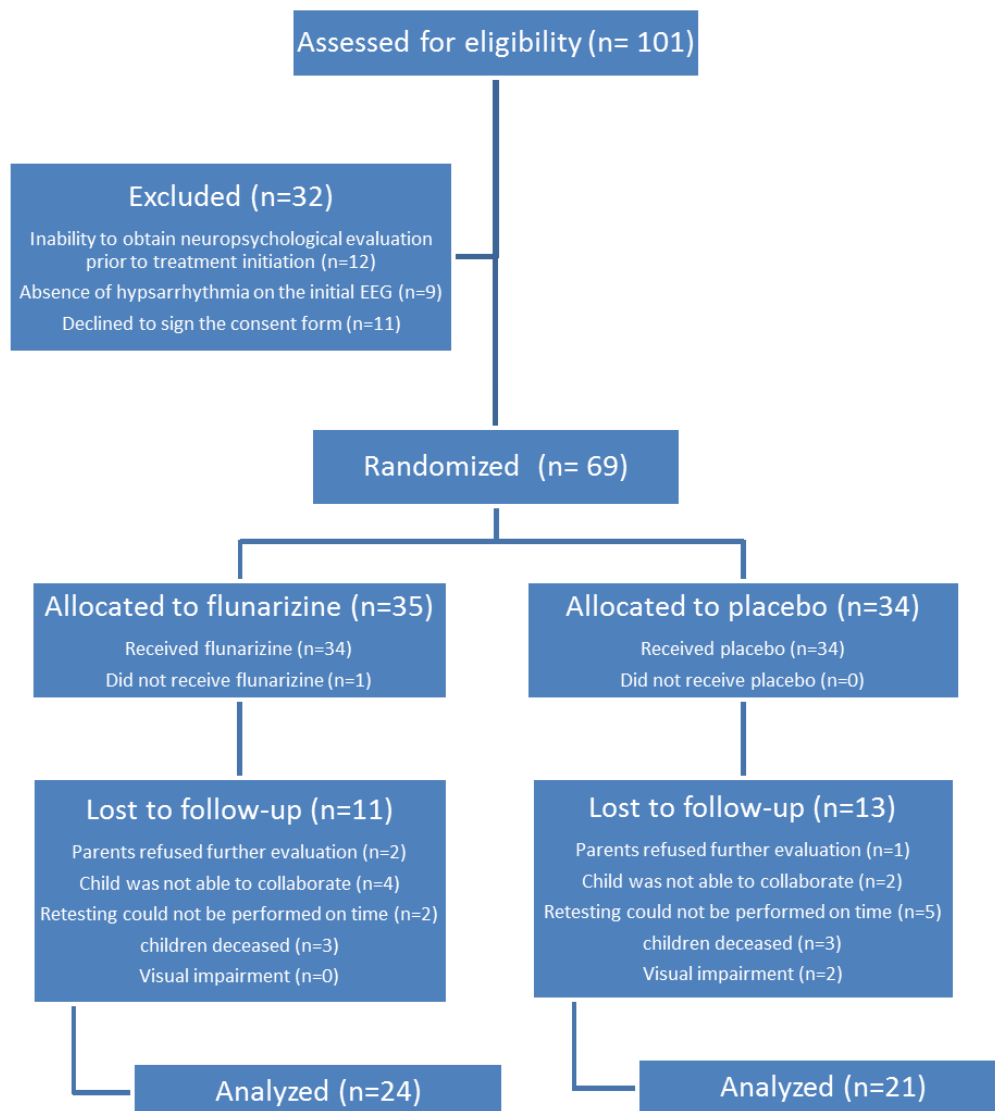 Assessed for eligibility (n= 101)
Excluded (n=32)
Inability to obtain neuropsychological evaluation
prior to treatment initiation (n=12)
Absence of hypsarrhythmia on the initial EEG (n=9)
Declined to sign the consent form (n=11)
Randomized (n= 69)
Allocated to flunarizine (n=35)
Received flunarizine (n=34)
Did not receive flunarizine (n=1)
Allocated to placebo (n=34)
Received placebo (n=34)
Did not receive placebo (n=0)
Lost to follow-up (n=11)
Parents refused further evaluation (n=2)
Child was not able to collaborate (n=4)
Retesting could not be performed on time (n=2)
children deceased (n=3)
Visual impairment (n=0)
Lost to follow-up (n=13)
Parents refused further evaluation (n=1)
Child was not able to collaborate (n=2)
Retesting could not be performed on time (n=5)
children deceased (n=3)
Visual impairment (n=2)
Analyzed (n=24)
Analyzed (n=21)